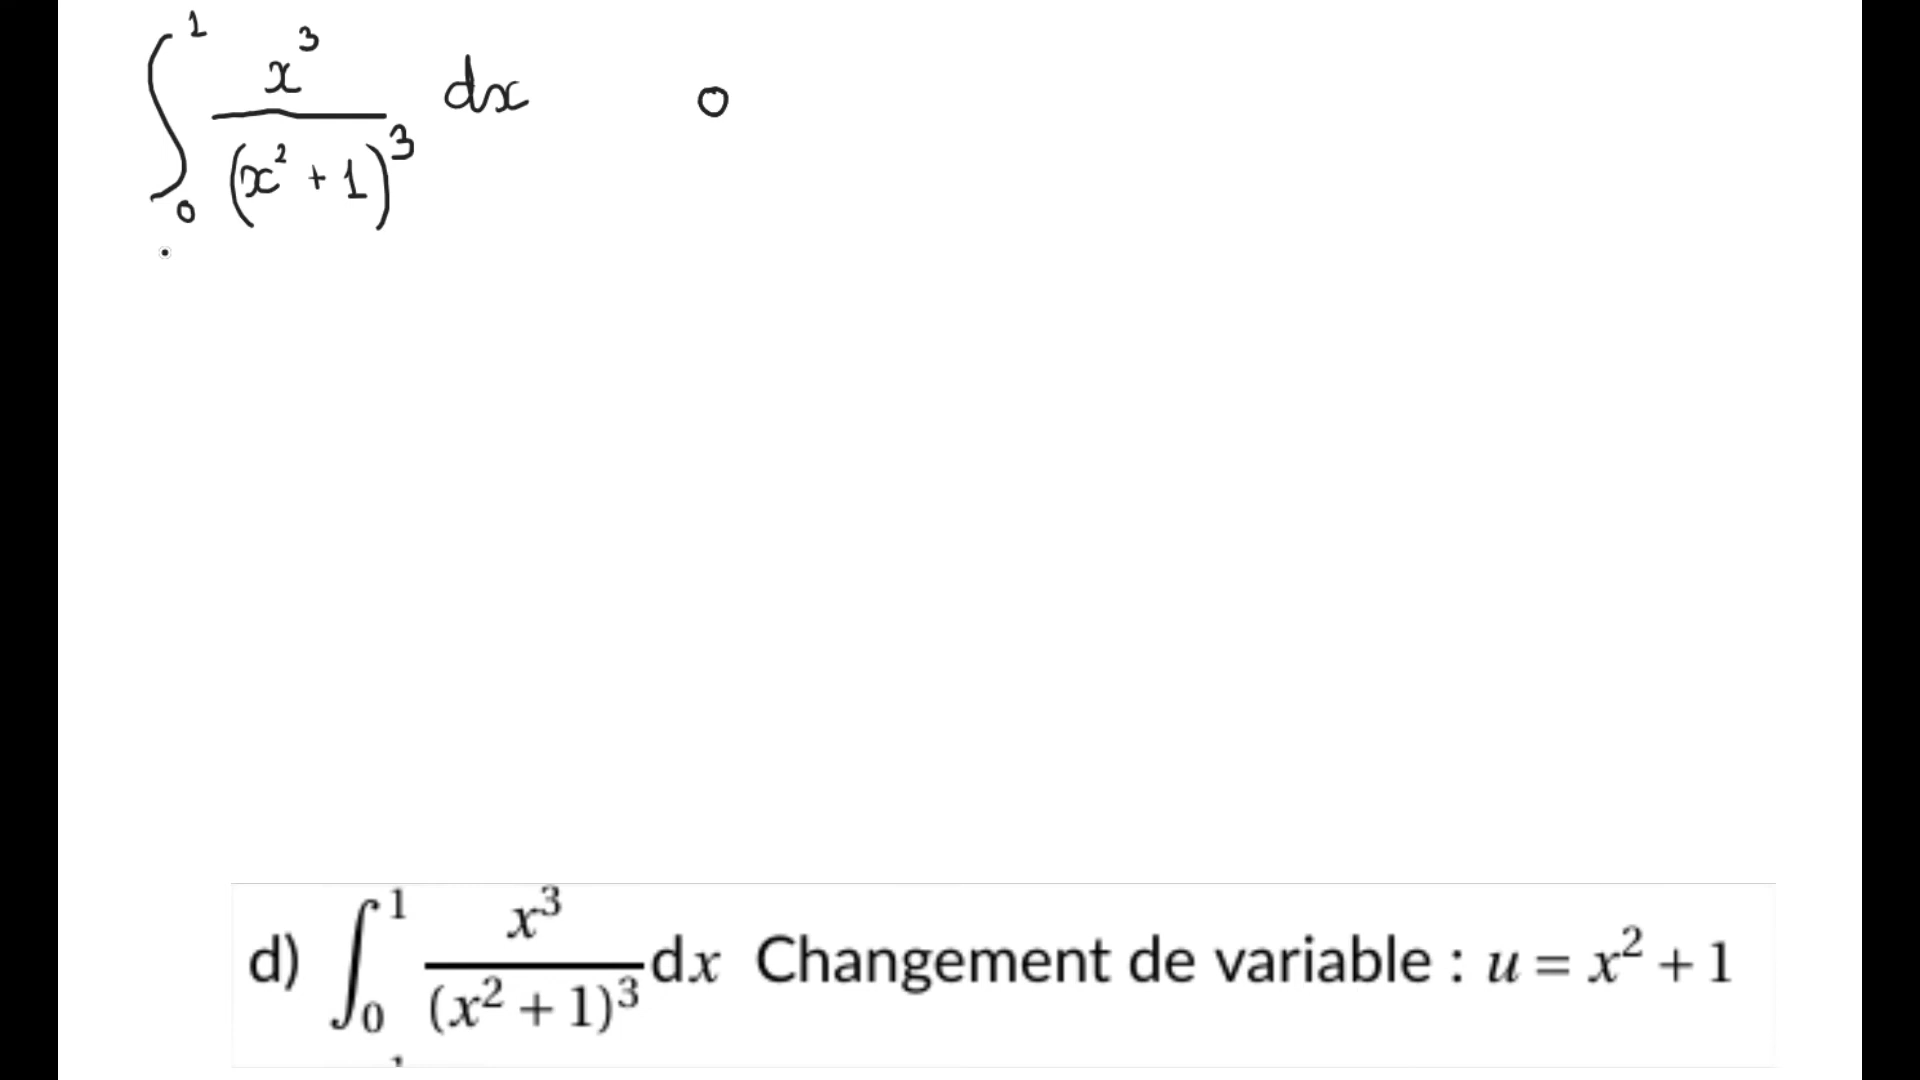 ∫₀¹ x³/(x² + 1)³ dx o
d) ∫₀¹ x³/(x² + 1)³ dx Changement de variable : u = x² + 1